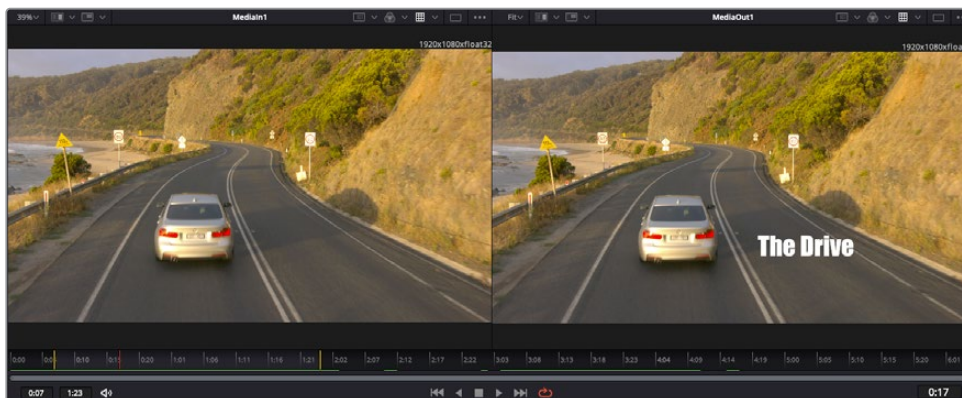 39% MediaIn1 Fit MediaOut1
1920x1080xfloat32 1920x1080xfloat
The Drive
0:00 0:10 0:20 1:01 1:06 1:11 1:16 1:21 2:02 2:07 2:12 2:17 2:22 3:03 3:08 3:13 3:18 3:23 4:04 4:09 4:14 4:19 5:00 5:05 5:10 5:15 5:20 6:01
0:07 1:23 0:17